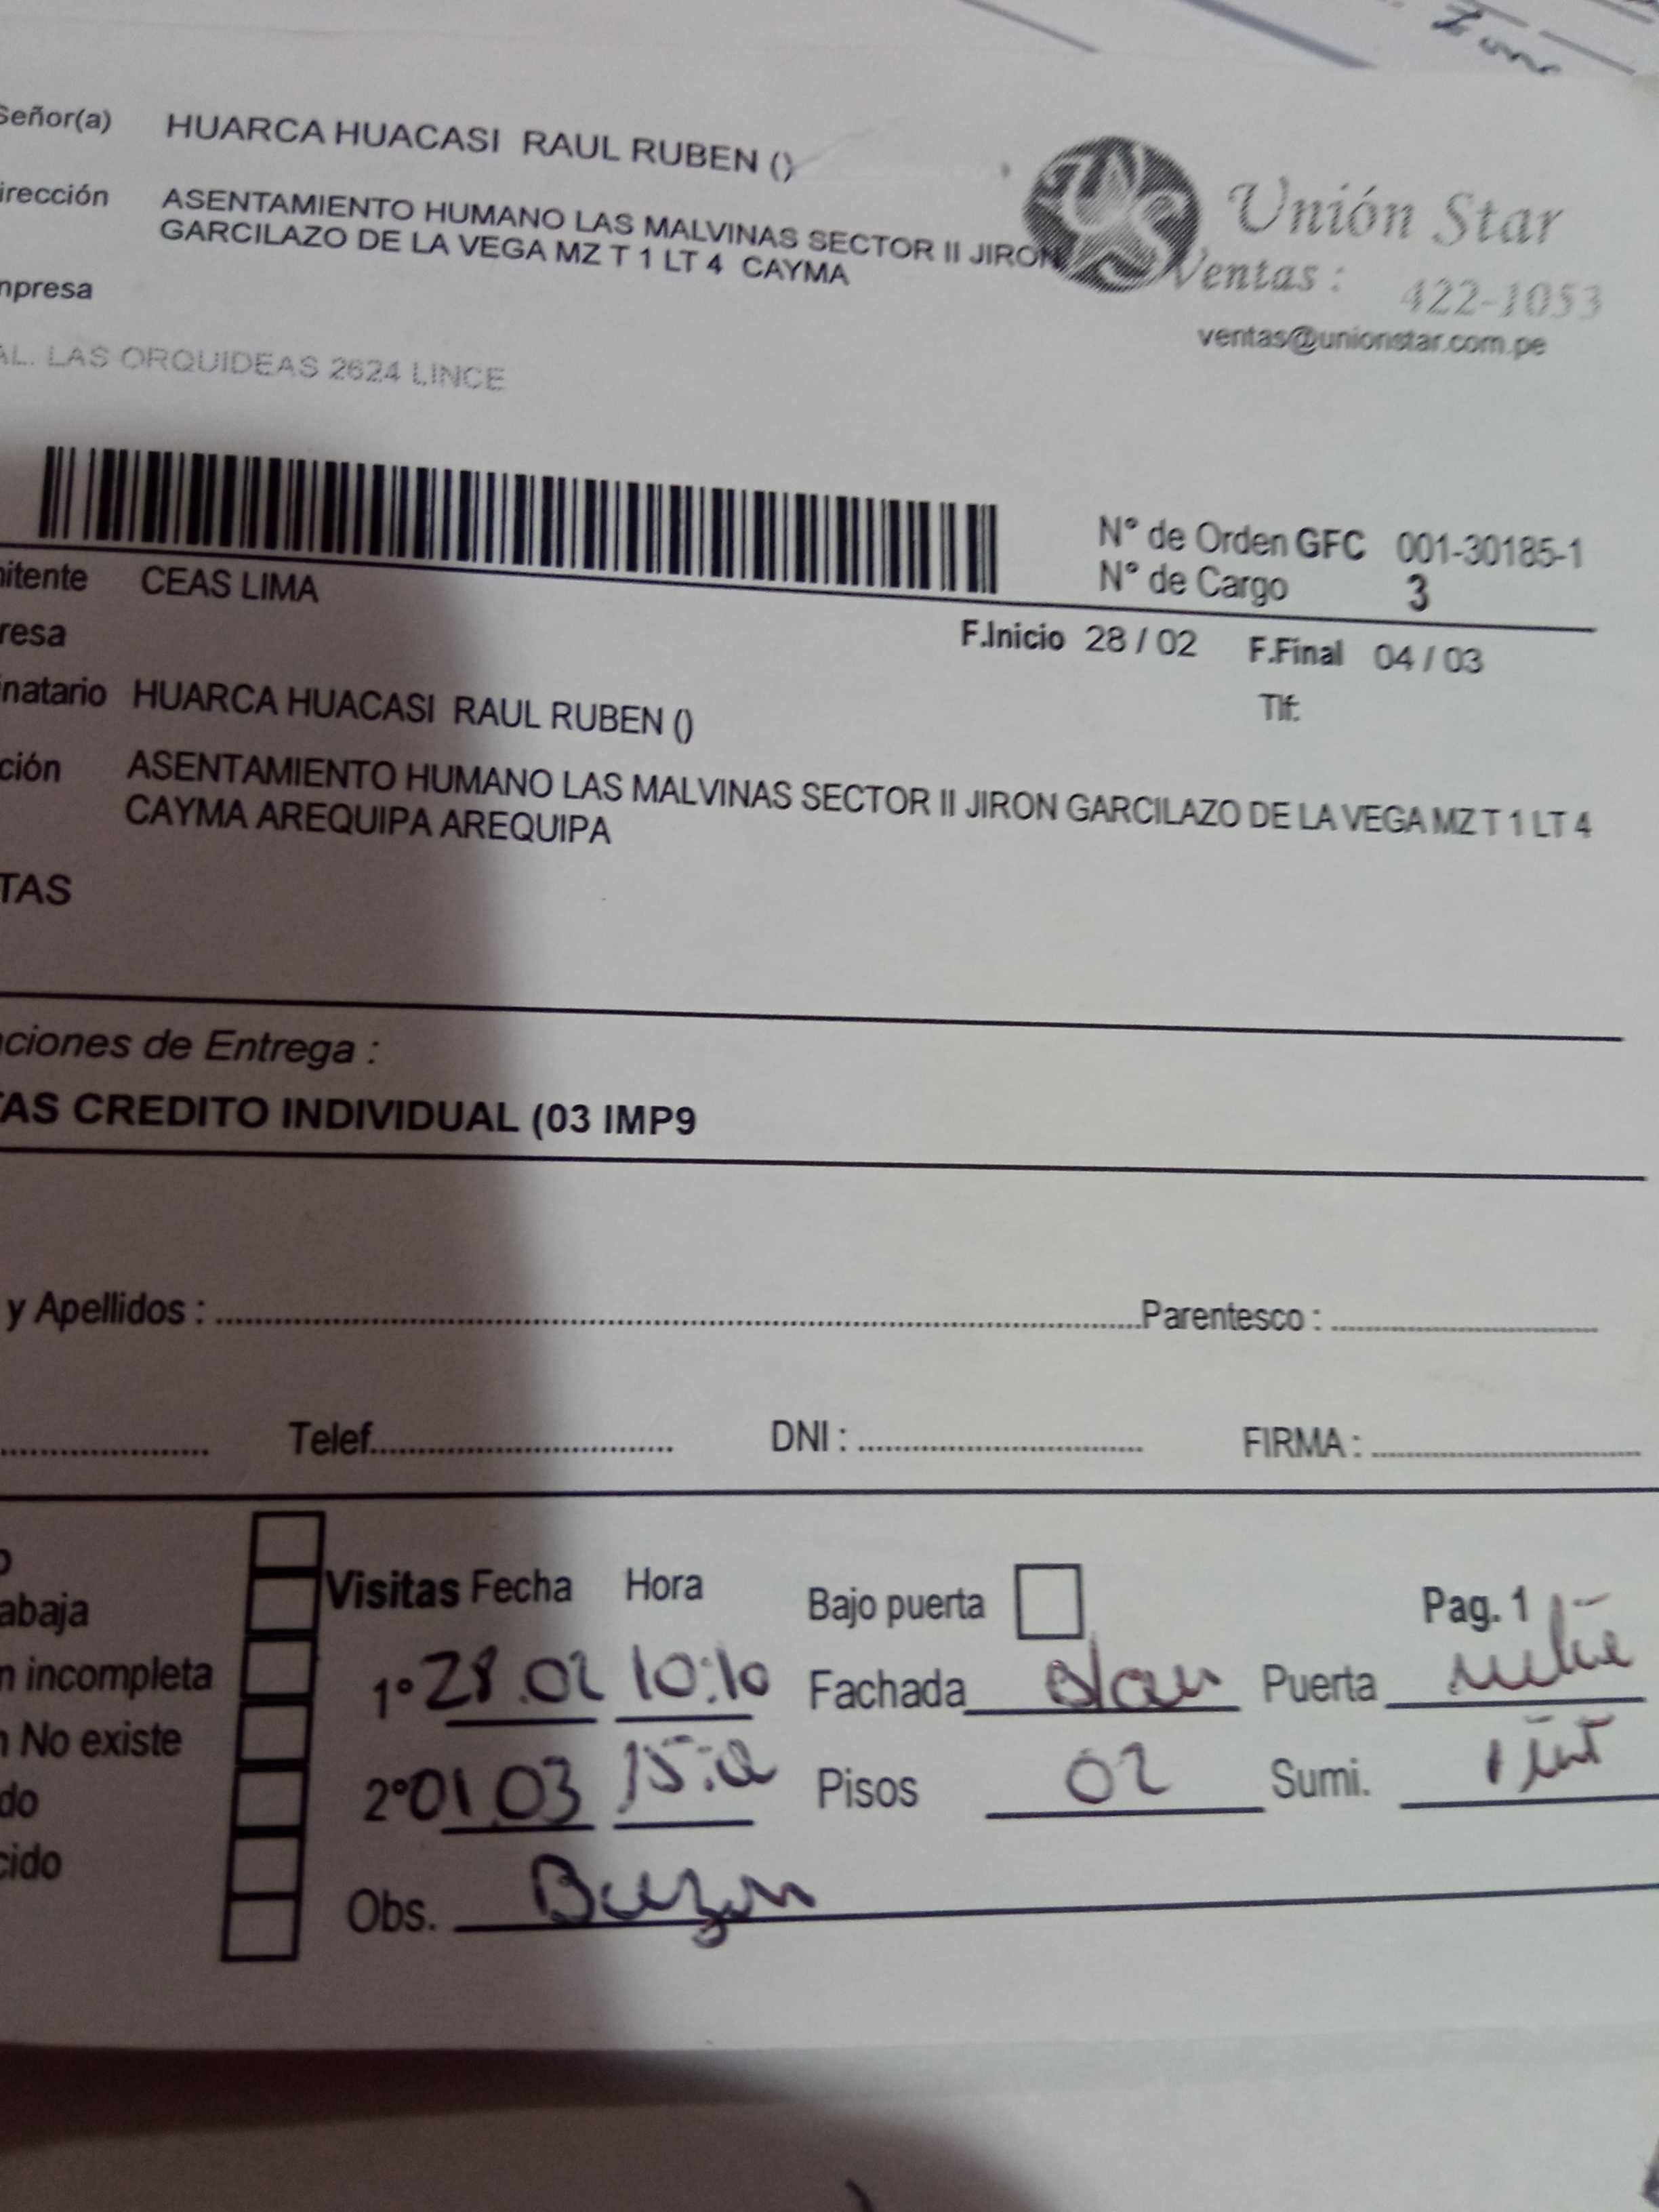 Señor(a) HUARCA HUACASI RAUL RUBEN ()
irección ASENTAMIENTO HUMANO LAS MALVINAS SECTOR II JIRON
GARCILAZO DE LA VEGA MZ T 1 LT 4 CAYMA
Unión Star
Ventas : 422-1053
ventas@unionstar.com.pe
mpresa
AL. LAS ORQUIDEAS 2624 LINCE
N° de Orden GFC 001-30185-1
N° de Cargo 3
mitente CEAS LIMA
resa
F.Inicio 28 / 02 F.Final 04 / 03
inatario HUARCA HUACASI RAUL RUBEN ()
Tlf:
ción ASENTAMIENTO HUMANO LAS MALVINAS SECTOR II JIRON GARCILAZO DE LA VEGA MZ T 1 LT 4
CAYMA AREQUIPA AREQUIPA
TAS
ciones de Entrega :
TAS CREDITO INDIVIDUAL (03 IMP9
y Apellidos : Parentesco :
Telef. DNI : FIRMA :
Visitas Fecha Hora Bajo puerta Pag. 1
abaja
n incompleta 1° 28.02 10:10 Fachada Puerta
n No existe
do 2° 01 03 Pisos 02 Sumi.
cido
Obs. Buzon